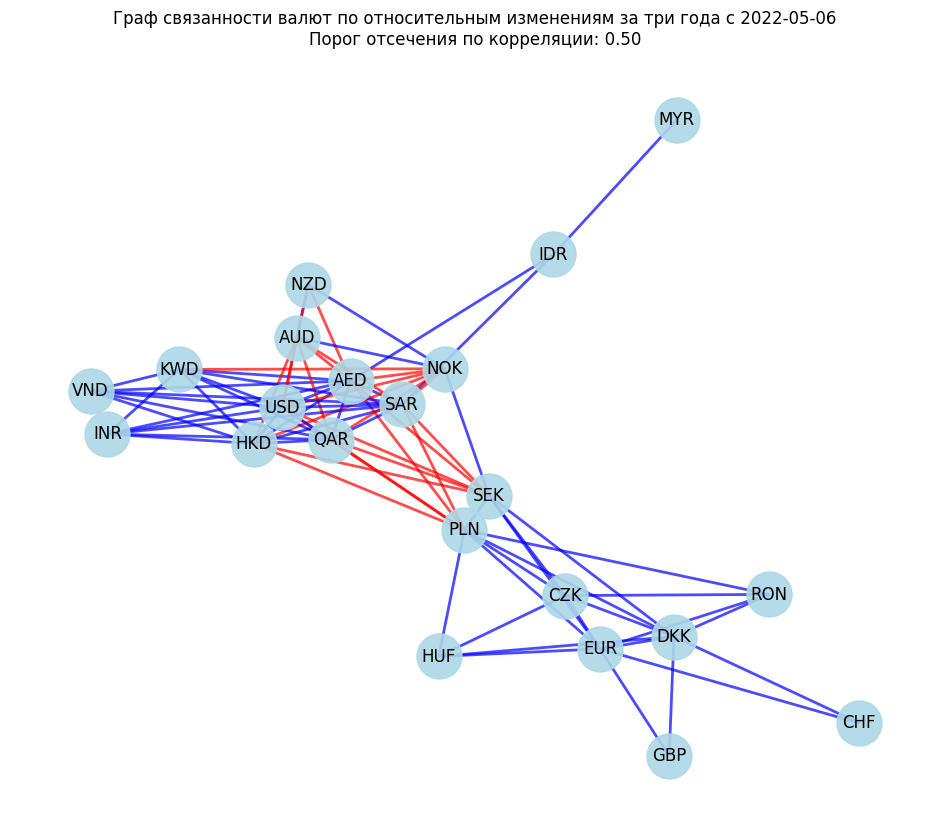 Граф связанности валют по относительным изменениям за три года с 2022-05-06
Порог отсечения по корреляции: 0.50
MYR
IDR
NZD
AUD
KWD
NOK
AED
VND
SAR
USD
INR
QAR
HKD
SEK
PLN
CZK
RON
DKK
EUR
HUF
CHF
GBP